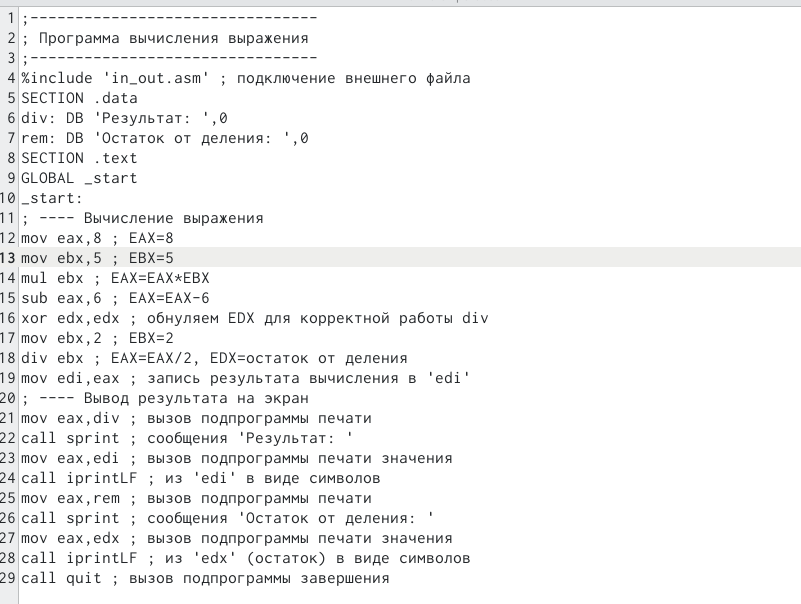 1 ;--------------------------------
2 ; Программа вычисления выражения
3 ;--------------------------------
4 %include 'in_out.asm' ; подключение внешнего файла
5 SECTION .data
6 div: DB 'Результат: ',0
7 rem: DB 'Остаток от деления: ',0
8 SECTION .text
9 GLOBAL _start
10 _start:
11 ; ---- Вычисление выражения
12 mov eax,8 ; EAX=8
13 mov ebx,5 ; EBX=5
14 mul ebx ; EAX=EAX*EBX
15 sub eax,6 ; EAX=EAX-6
16 xor edx,edx ; обнуляем EDX для корректной работы div
17 mov ebx,2 ; EBX=2
18 div ebx ; EAX=EAX/2, EDX=остаток от деления
19 mov edi,eax ; запись результата вычисления в 'edi'
20 ; ---- Вывод результата на экран
21 mov eax,div ; вызов подпрограммы печати
22 call sprint ; сообщения 'Результат: '
23 mov eax,edi ; вызов подпрограммы печати значения
24 call iprintLF ; из 'edi' в виде символов
25 mov eax,rem ; вызов подпрограммы печати
26 call sprint ; сообщения 'Остаток от деления: '
27 mov eax,edx ; вызов подпрограммы печати значения
28 call iprintLF ; из 'edx' (остаток) в виде символов
29 call quit ; вызов подпрограммы завершения